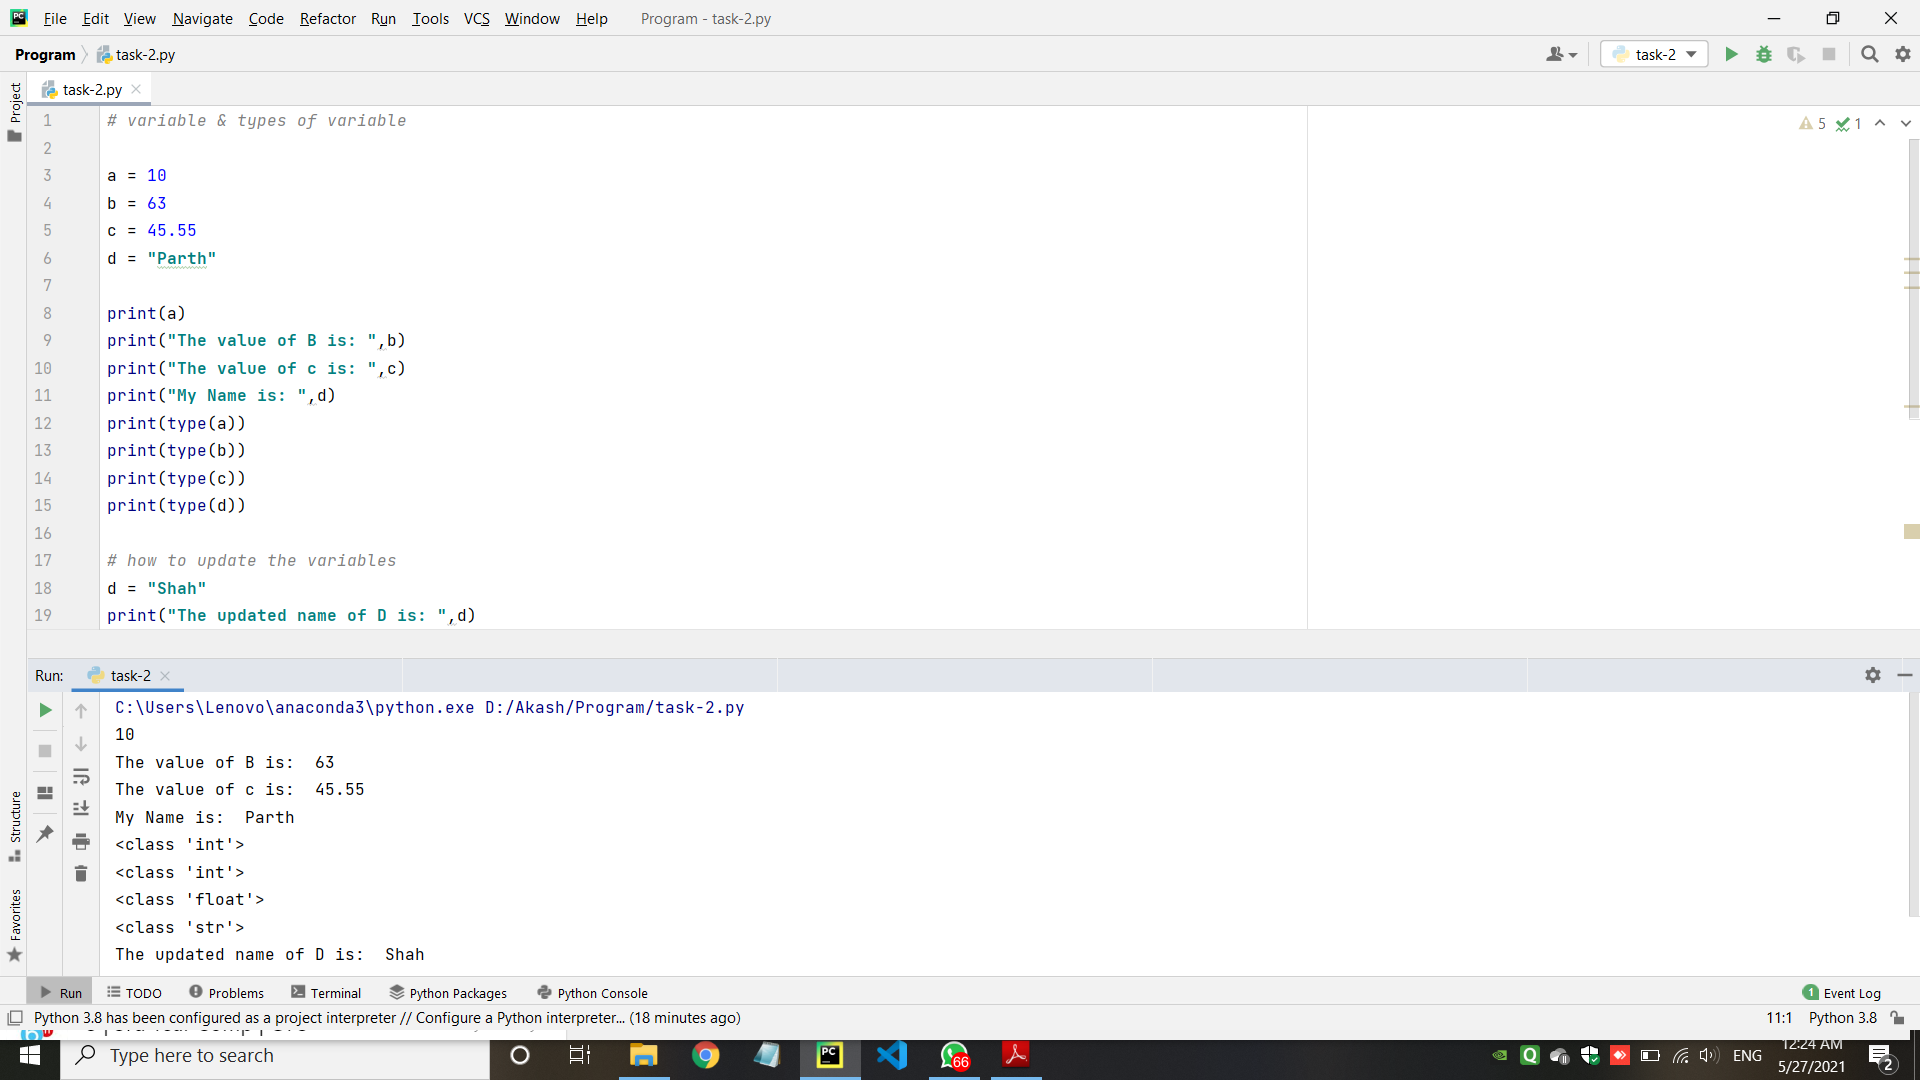 File Edit View Navigate Code Refactor Run Tools VCS Window Help Program - task-2.py
Program task-2.py
task-2
task-2.py
Project
5 1
1 # variable & types of variable
2
3 a = 10
4 b = 63
5 c = 45.55
6 d = "Parth"
7
8 print(a)
9 print("The value of B is: ",b)
10 print("The value of c is: ",c)
11 print("My Name is: ",d)
12 print(type(a))
13 print(type(b))
14 print(type(c))
15 print(type(d))
16
17 # how to update the variables
18 d = "Shah"
19 print("The updated name of D is: ",d)
Run: task-2
C:\Users\Lenovo\anaconda3\python.exe D:/Akash/Program/task-2.py
10
The value of B is:  63
The value of c is:  45.55
My Name is:  Parth
<class 'int'>
<class 'int'>
<class 'float'>
<class 'str'>
The updated name of D is:  Shah
Structure
Favorites
Run TODO Problems Terminal Python Packages Python Console 1 Event Log
Python 3.8 has been configured as a project interpreter // Configure a Python interpreter... (18 minutes ago) 11:1 Python 3.8
Type here to search
PC
66
ENG
12:24 AM
5/27/2021
2